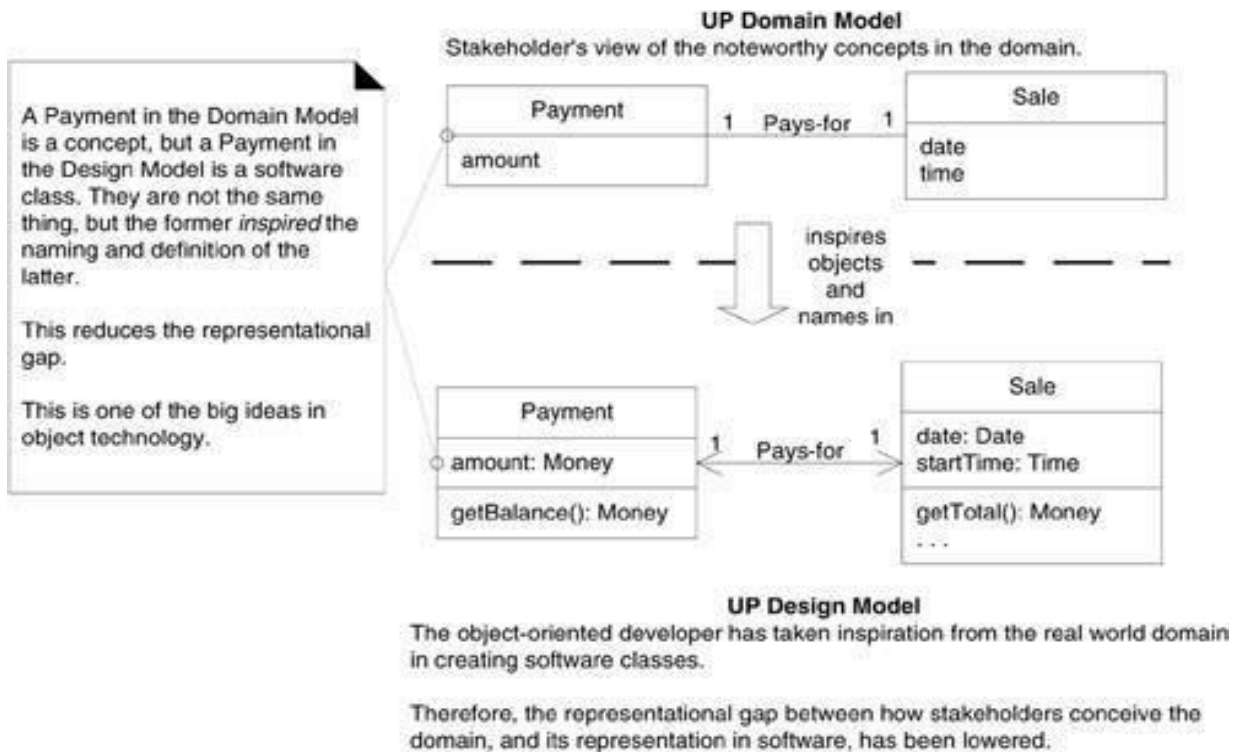 UP Domain Model
Stakeholder's view of the noteworthy concepts in the domain.
A Payment in the Domain Model
is a concept, but a Payment in
the Design Model is a software
class. They are not the same
thing, but the former inspired the
naming and definition of the
latter.
This reduces the representational
gap.
This is one of the big ideas in
object technology.
Payment
amount
1 Pays-for 1
Sale
date
time
inspires
objects
and
names in
Payment
amount: Money
getBalance(): Money
1 Pays-for 1
Sale
date: Date
startTime: Time
getTotal(): Money
. . .
UP Design Model
The object-oriented developer has taken inspiration from the real world domain
in creating software classes.
Therefore, the representational gap between how stakeholders conceive the
domain, and its representation in software, has been lowered.